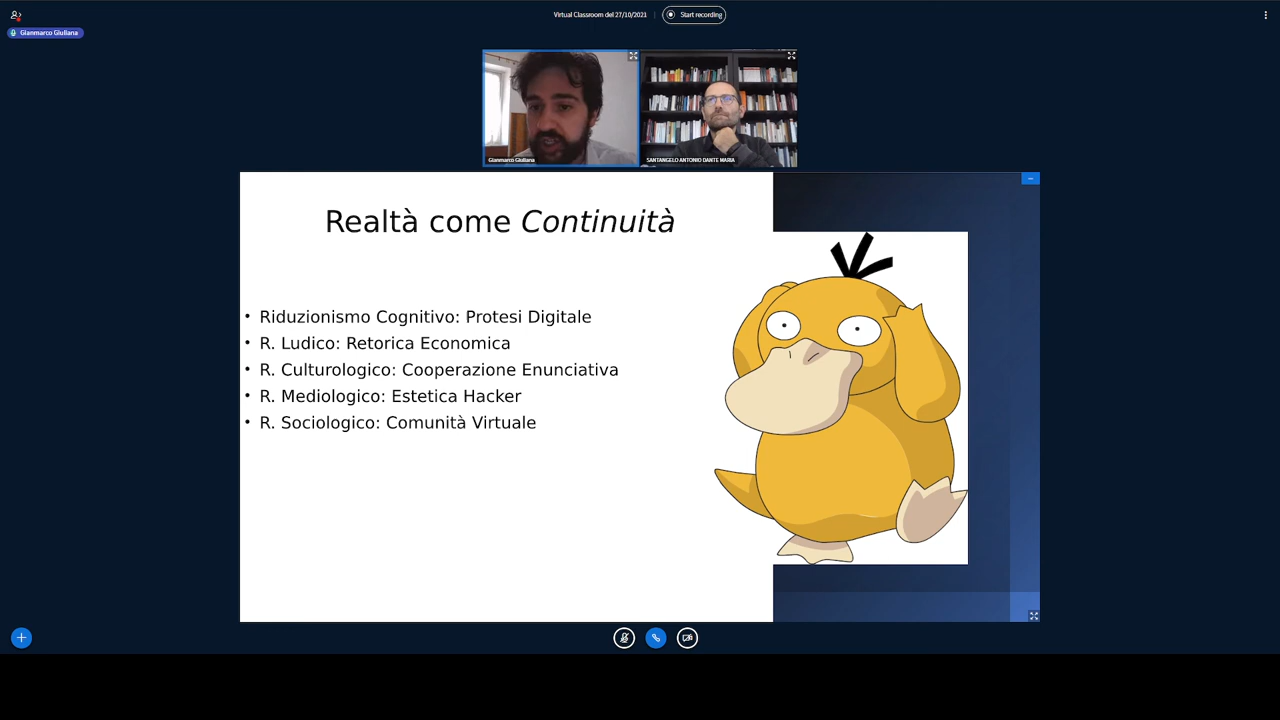 Virtual Classroom del 27/10/2021
Start recording
Gianmarco Giuliana
Gianmarco Giuliana
SANTANGELO ANTONIO DANTE MARIA
Realtà come Continuità
• Riduzionismo Cognitivo: Protesi Digitale
• R. Ludico: Retorica Economica
• R. Culturologico: Cooperazione Enunciativa
• R. Mediologico: Estetica Hacker
• R. Sociologico: Comunità Virtuale